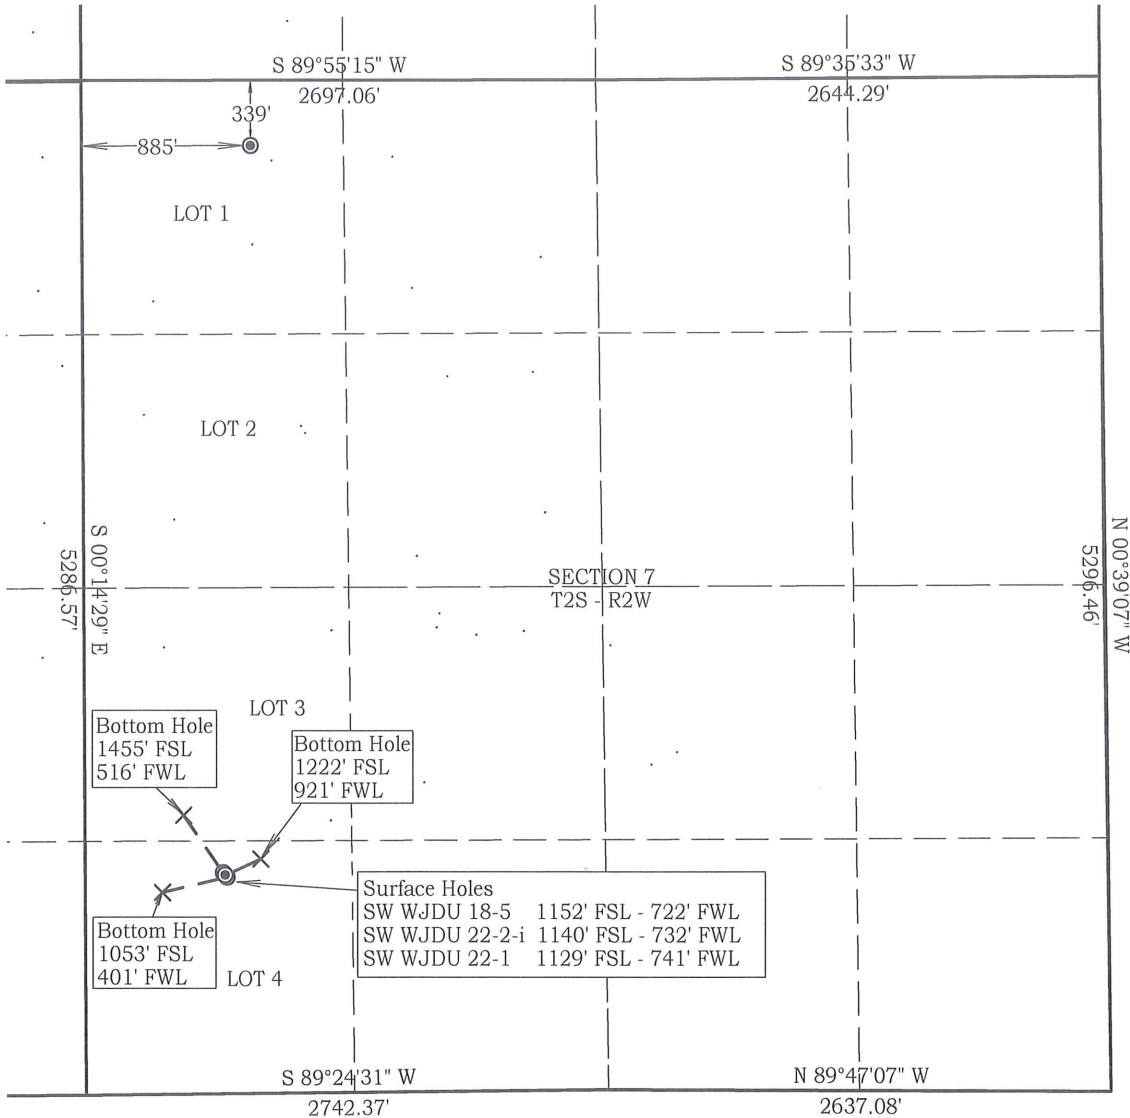 S 89°55'15" W
2697.06'
S 89°35'33" W
2644.29'
339'
885'
LOT 1
LOT 2
S 00°14'29" E
5286.57'
SECTION 7
T2S - R2W
N 00°39'07" W
5296.46'
LOT 3
Bottom Hole
1455' FSL
516' FWL
Bottom Hole
1222' FSL
921' FWL
Surface Holes
SW WJDU 18-5 1152' FSL - 722' FWL
SW WJDU 22-2-i 1140' FSL - 732' FWL
SW WJDU 22-1 1129' FSL - 741' FWL
Bottom Hole
1053' FSL
401' FWL
LOT 4
S 89°24'31" W
2742.37'
N 89°47'07" W
2637.08'